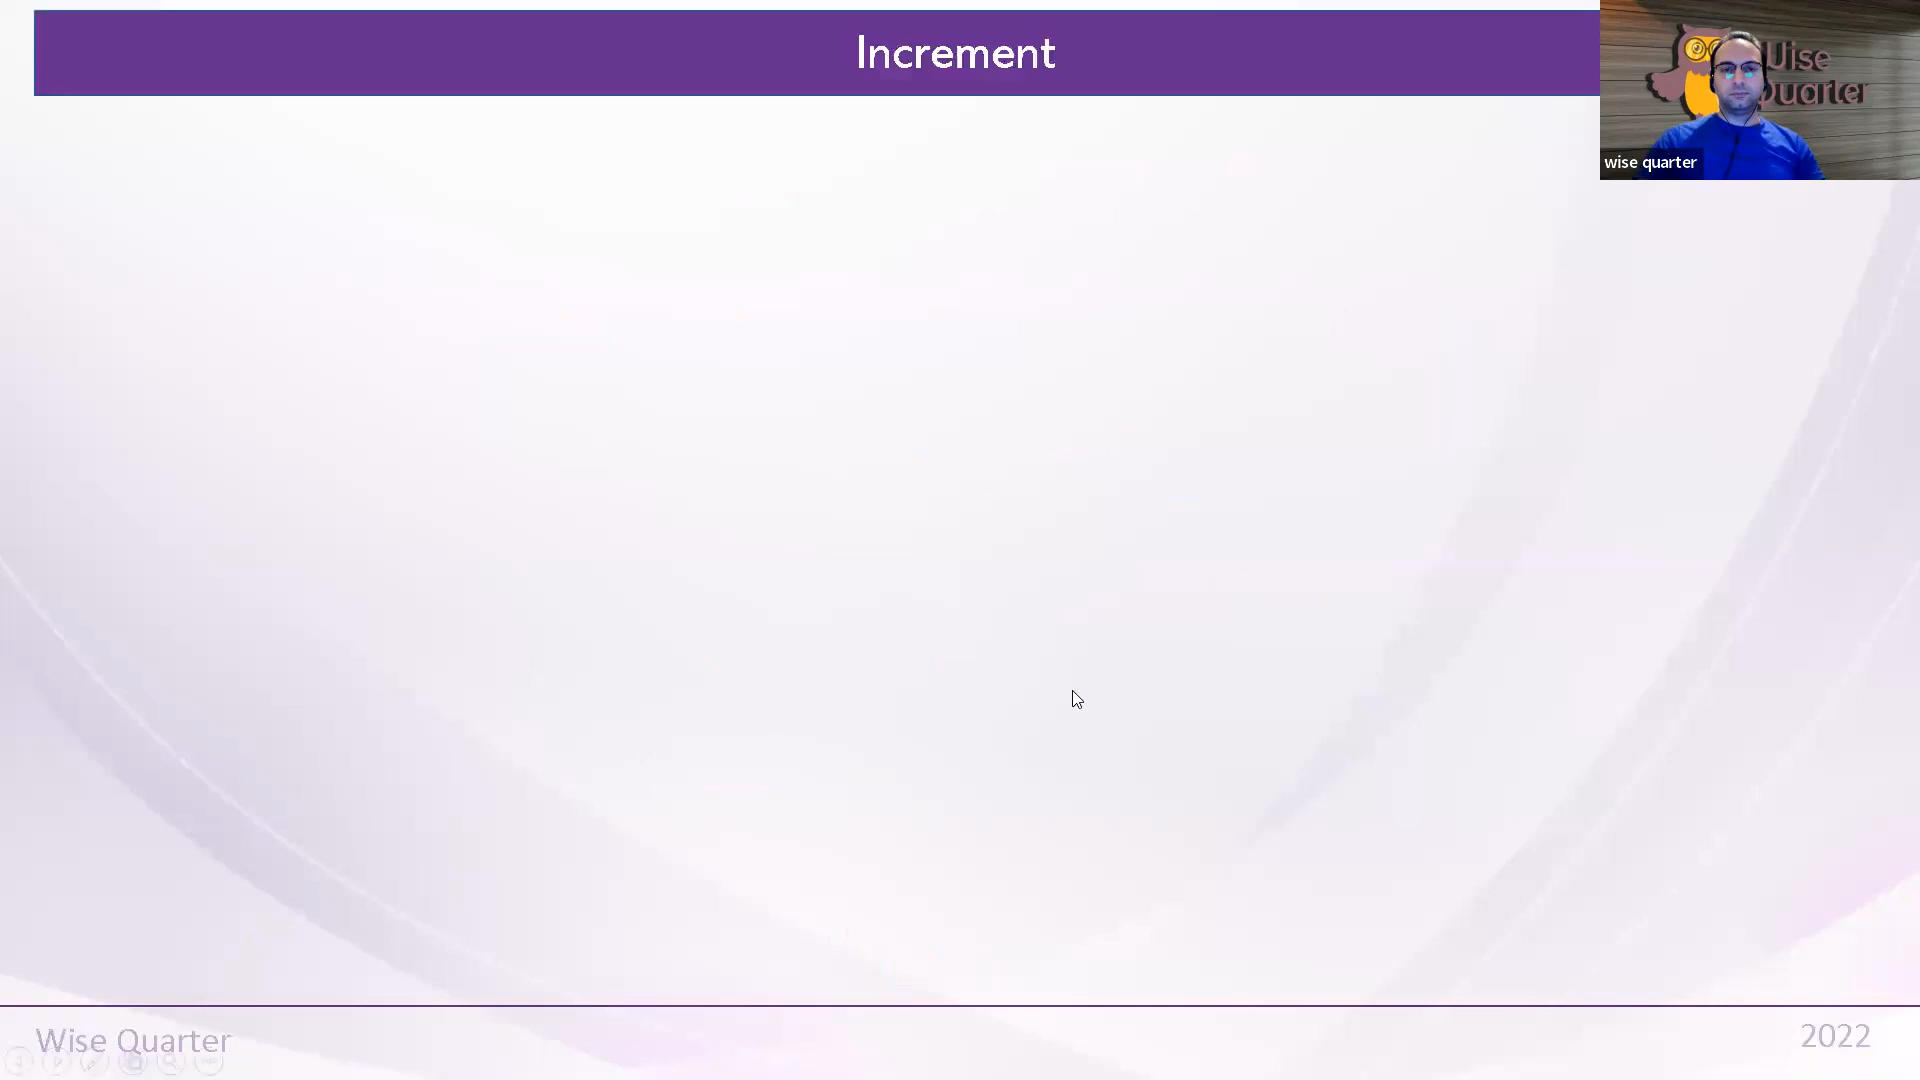 Increment
Wise
Quarter
wise quarter
Wise Quarter
2022